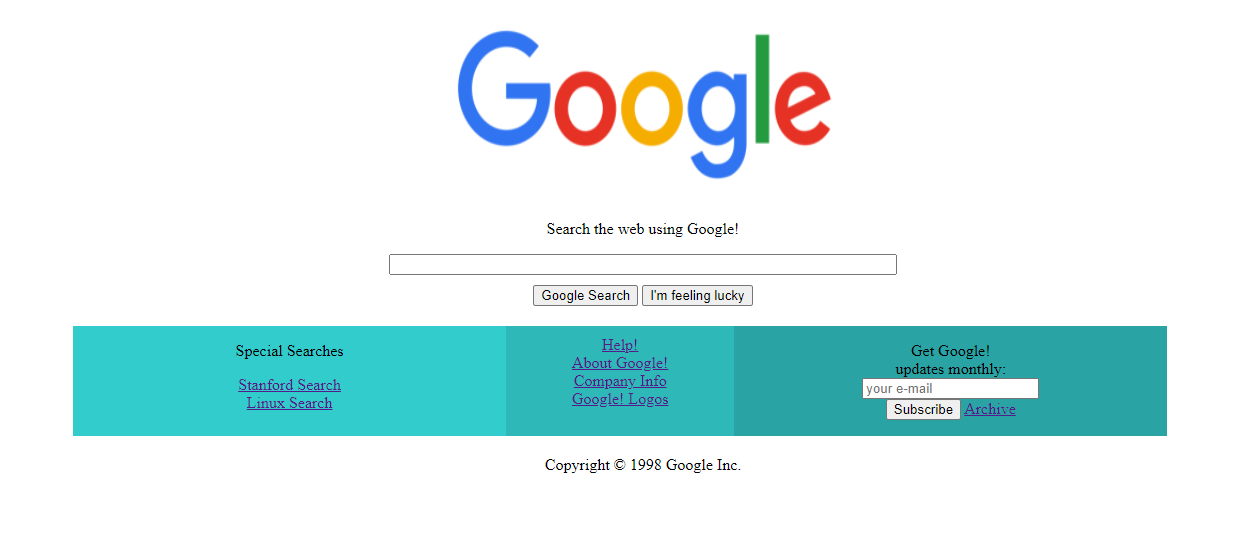 Google
Search the web using Google!
Google Search I'm feeling lucky
Special Searches
Stanford Search
Linux Search
Help!
About Google!
Company Info
Google! Logos
Get Google!
updates monthly:
your e-mail
Subscribe Archive
Copyright © 1998 Google Inc.